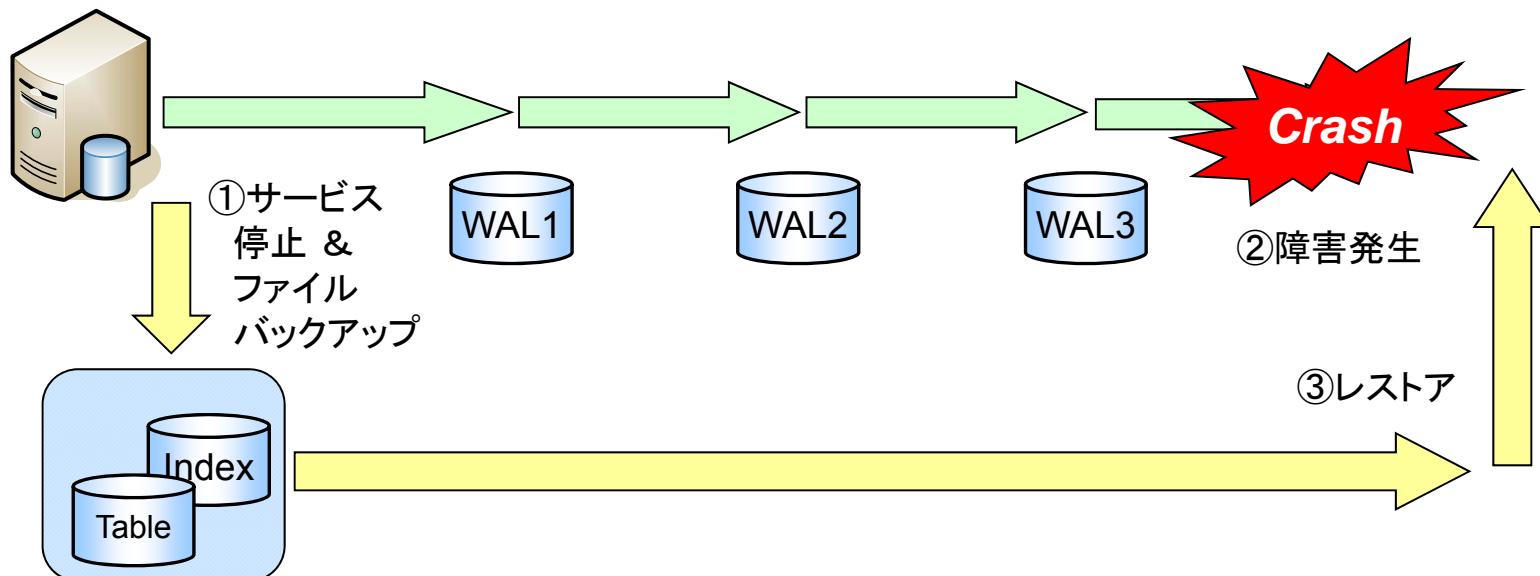 Crash
①サービス
停止 ＆
ファイル
バックアップ
WAL1
WAL2
WAL3
②障害発生
③レストア
Index
Table